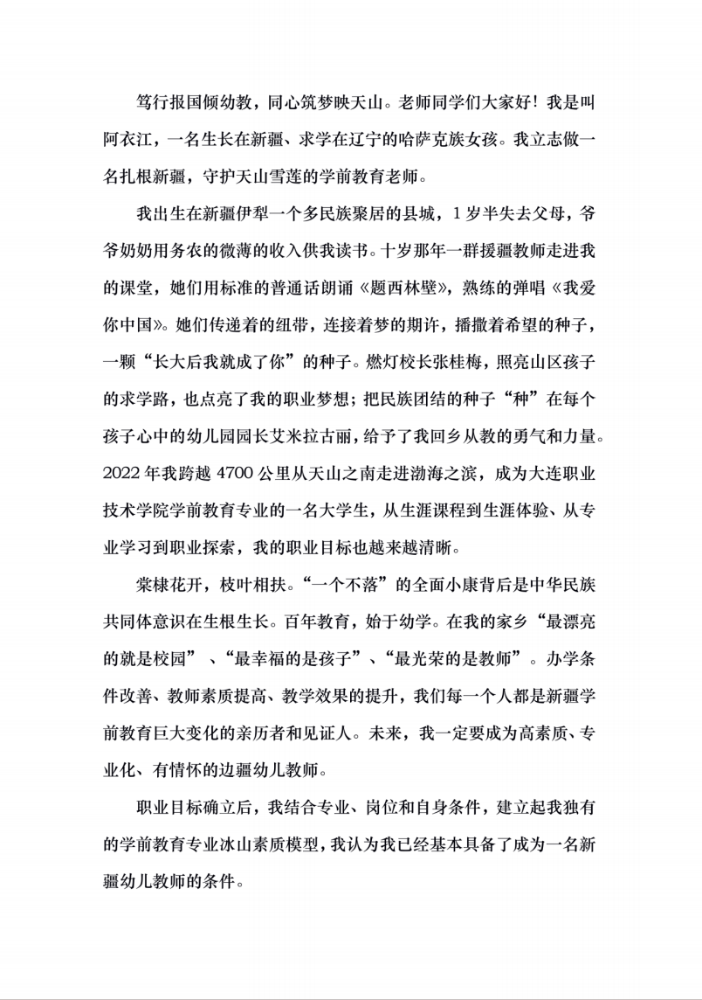 笃行报国倾幼教，同心筑梦映天山。老师同学们大家好！我是叫
阿衣江，一名生长在新疆、求学在辽宁的哈萨克族女孩。我立志做一
名扎根新疆，守护天山雪莲的学前教育老师。
我出生在新疆伊犁一个多民族聚居的县城，1 岁半失去父母，爷
爷奶奶用务农的微薄的收入供我读书。十岁那年一群援疆教师走进我
的课堂，她们用标准的普通话朗诵《题西林壁》，熟练的弹唱《我爱
你中国》。她们传递着的纽带，连接着梦的期许，播撒着希望的种子，
一颗“长大后我就成了你”的种子。燃灯校长张桂梅，照亮山区孩子
的求学路，也点亮了我的职业梦想；把民族团结的种子“种”在每个
孩子心中的幼儿园园长艾米拉古丽，给予了我回乡从教的勇气和力量。
2022 年我跨越 4700 公里从天山之南走进渤海之滨，成为大连职业
技术学院学前教育专业的一名大学生，从生涯课程到生涯体验、从专
业学习到职业探索，我的职业目标也越来越清晰。
棠棣花开，枝叶相扶。“一个不落”的全面小康背后是中华民族
共同体意识在生根生长。百年教育，始于幼学。在我的家乡“最漂亮
的就是校园” 、“最幸福的是孩子”、“最光荣的是教师” 。办学条
件改善、教师素质提高、教学效果的提升，我们每一个人都是新疆学
前教育巨大变化的亲历者和见证人。未来，我一定要成为高素质、专
业化、有情怀的边疆幼儿教师。
职业目标确立后，我结合专业、岗位和自身条件，建立起我独有
的学前教育专业冰山素质模型，我认为我已经基本具备了成为一名新
疆幼儿教师的条件。